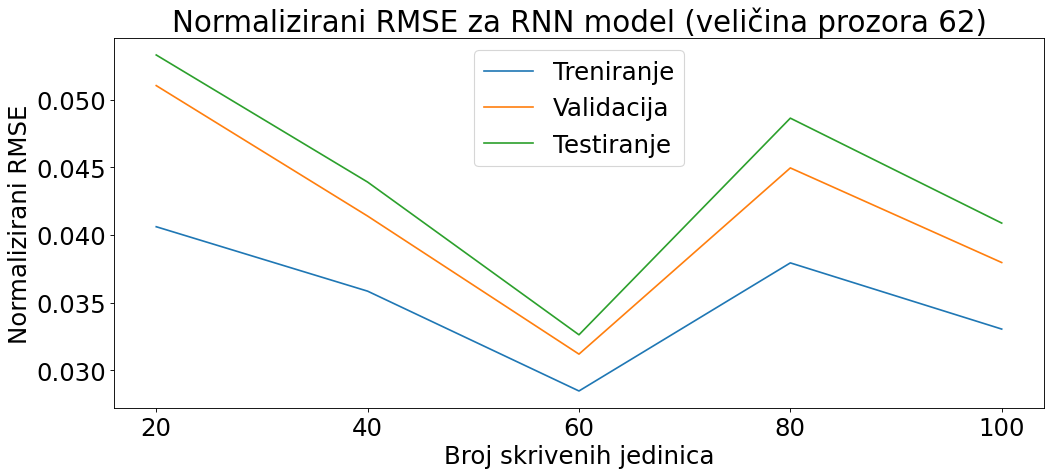 Normalizirani RMSE za RNN model (veličina prozora 62)
Treniranje
Validacija
Testiranje
Normalizirani RMSE
0.050
0.045
0.040
0.035
0.030
20 40 60 80 100
Broj skrivenih jedinica